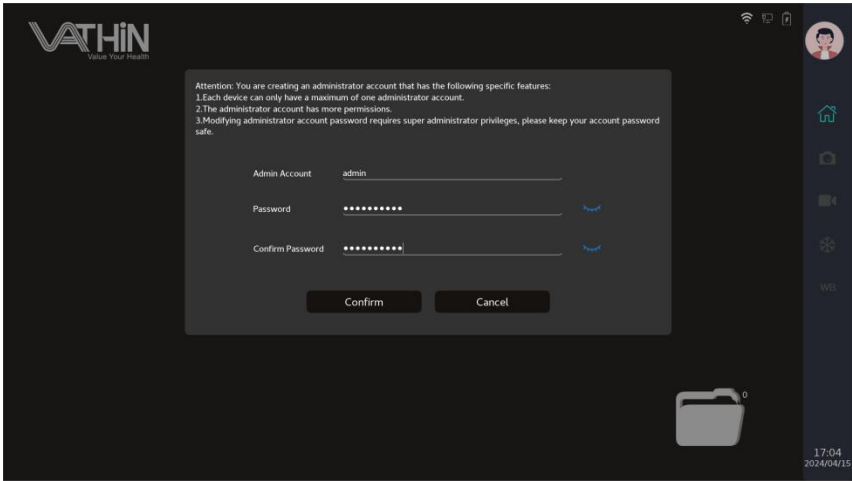 VATHiN
Value Your Health
Attention: You are creating an administrator account that has the following specific features:
1.Each device can only have a maximum of one administrator account.
2.The administrator account has more permissions.
3.Modifying administrator account password requires super administrator privileges, please keep your account password
safe.
Admin Account admin
Password ••••••••••
Confirm Password ••••••••••
Confirm Cancel
WB
0
17:04
2024/04/15